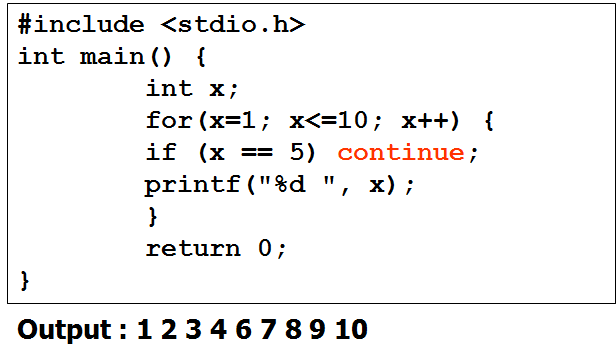 #include <stdio.h>
int main() {
int x;
for(x=1; x<=10; x++) {
if (x == 5) continue;
printf("%d ", x);
}
return 0;
}
Output : 1 2 3 4 6 7 8 9 10